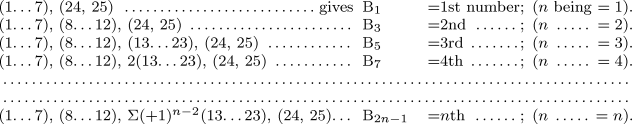 (1...7), (24, 25) ........................... gives B₁ =1st number; (n being = 1).
(1...7), (8...12), (24, 25) ................... B₃ =2nd ......; (n ..... = 2).
(1...7), (8...12), (13...23), (24, 25) ............ B₅ =3rd .......; (n ..... = 3).
(1...7), (8...12), 2(13...23), (24, 25) ........... B₇ =4th .......; (n ..... = 4).
........................................................................................
........................................................................................
(1...7), (8...12), Σ(+1)ⁿ⁻²(13...23), (24, 25)... B₂ₙ₋₁ =nth ......; (n ..... = n).